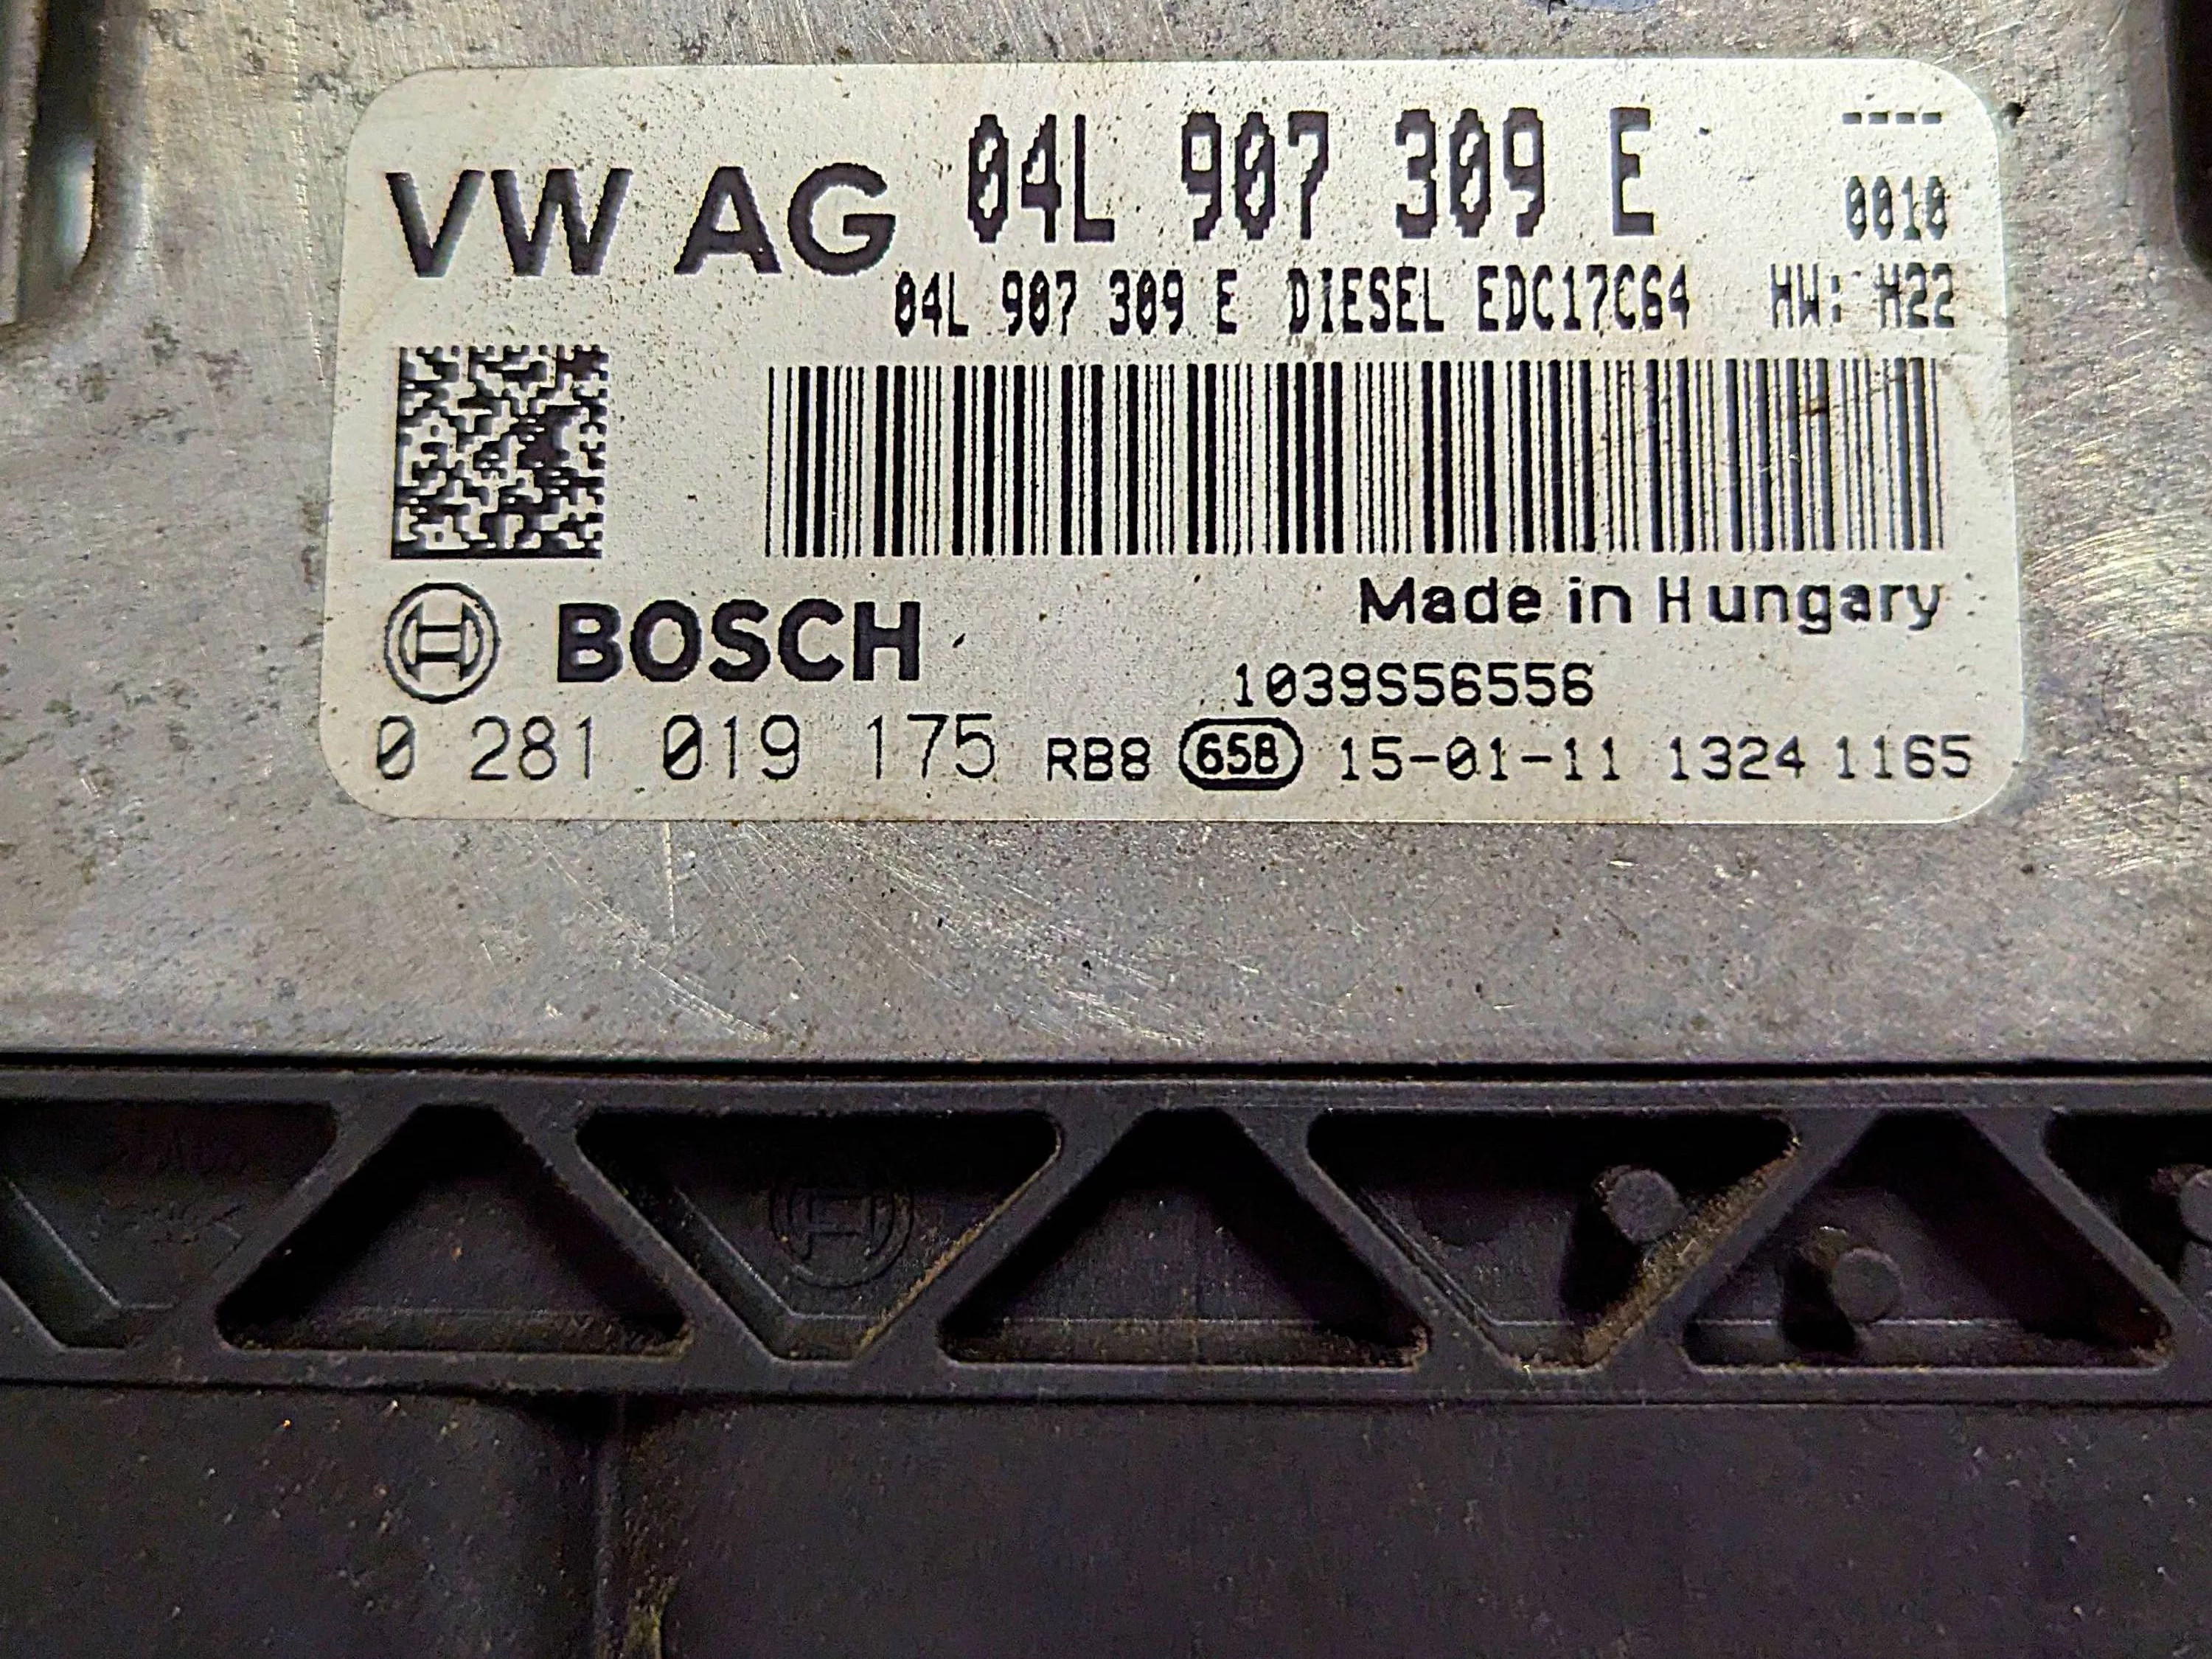 VW AG 04L 907 309 E ----
0010
04L 907 309 E DIESEL EDC17C64 HW: H22
Made in Hungary
BOSCH
1039S56556
0 281 019 175 RB8 65B 15-01-11 1324 1165